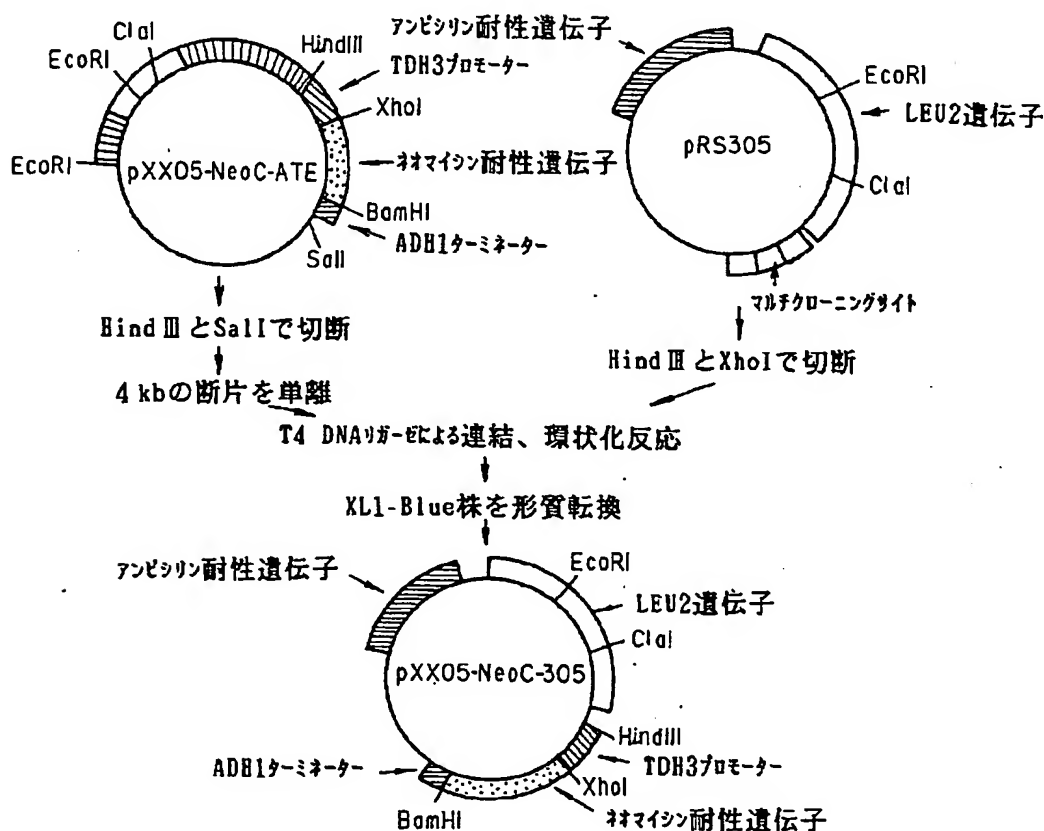 アンピシリン耐性遺伝子
HindIII
TDH3プロモーター
ClaI
EcoRI
XhoI
EcoRI
pXX05-NeoC-ATE
ネオマイシン耐性遺伝子
BamHI
ADH1ターミネーター
SalI
EcoRI
LEU2遺伝子
pRS305
ClaI
マルチクローニングサイト
HindⅢとSalIで切断
HindⅢとXhoIで切断
4 kbの断片を単離
T4 DNAリガーゼによる連結、環状化反応
XL1-Blue株を形質転換
アンピシリン耐性遺伝子
EcoRI
LEU2遺伝子
ClaI
pXX05-NeoC-305
HindIII
ADH1ターミネーター
TDH3プロモーター
XhoI
BamHI
ネオマイシン耐性遺伝子